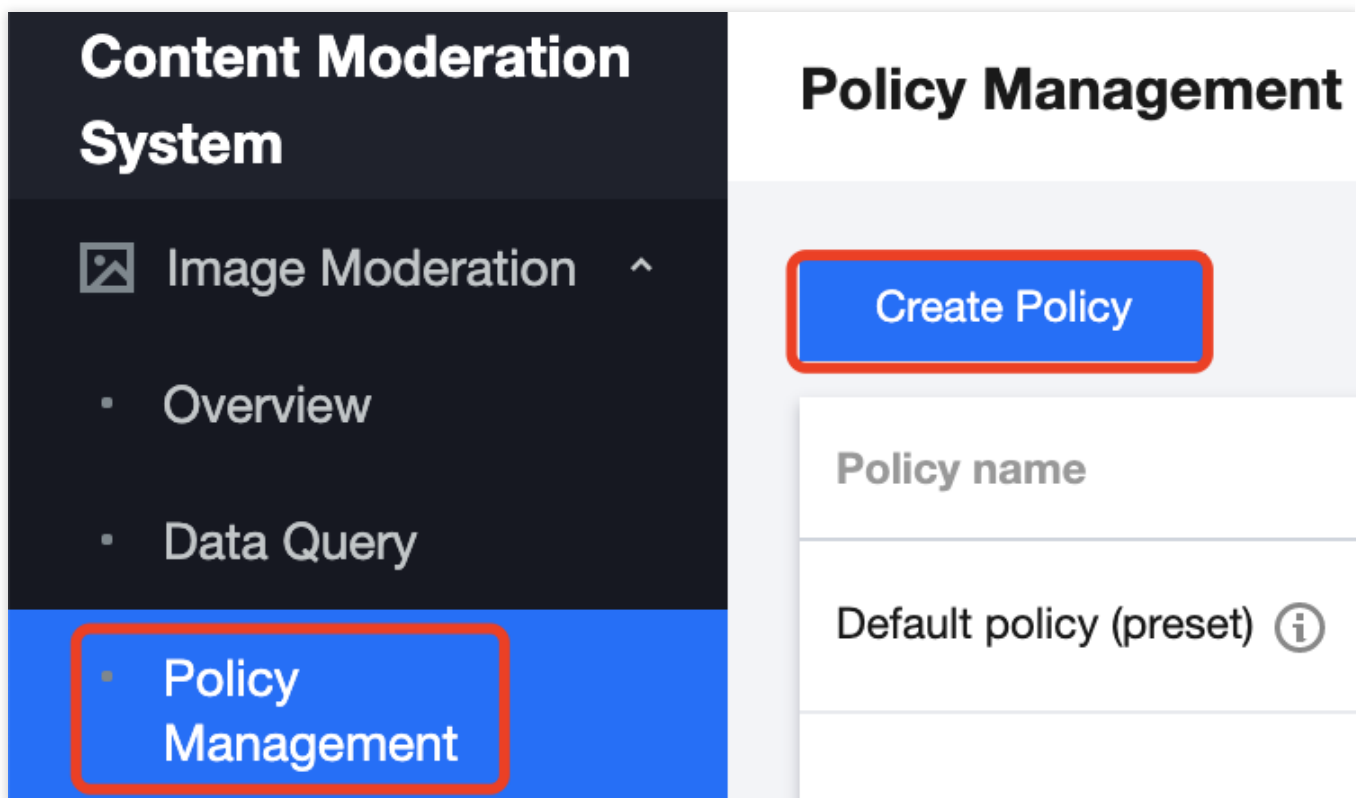 Content Moderation
System
Image Moderation
Overview
Data Query
Policy
Management
Policy Management
Create Policy
Policy name
Default policy (preset)